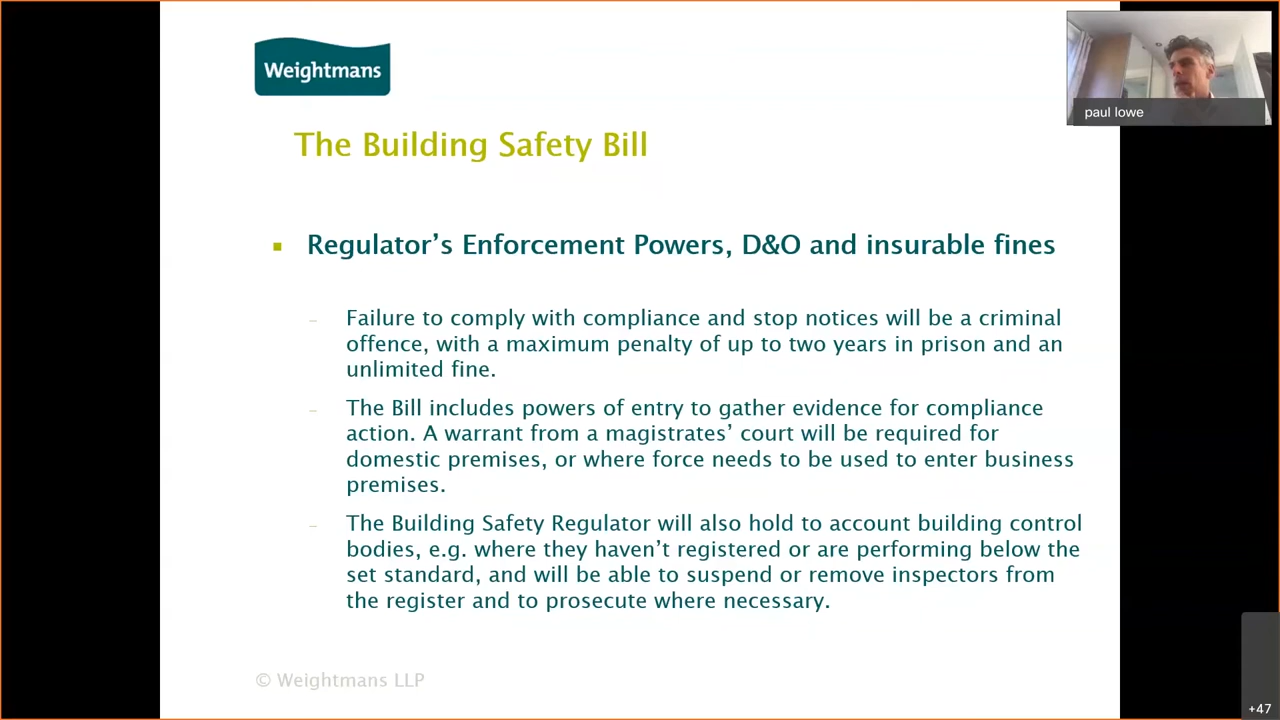 Weightmans
paul lowe
The Building Safety Bill
Regulator’s Enforcement Powers, D&O and insurable fines
Failure to comply with compliance and stop notices will be a criminal
offence, with a maximum penalty of up to two years in prison and an
unlimited fine.
The Bill includes powers of entry to gather evidence for compliance
action. A warrant from a magistrates’ court will be required for
domestic premises, or where force needs to be used to enter business
premises.
The Building Safety Regulator will also hold to account building control
bodies, e.g. where they haven’t registered or are performing below the
set standard, and will be able to suspend or remove inspectors from
the register and to prosecute where necessary.
© Weightmans LLP
+47